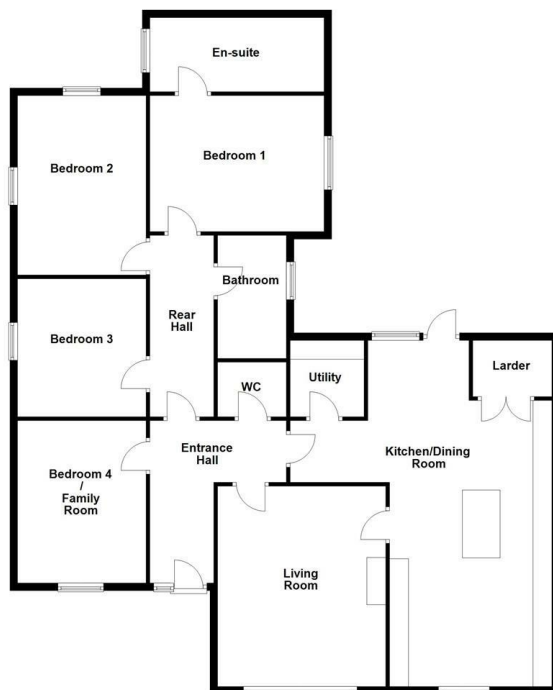 En-suite
Bedroom 1
Bedroom 2
Bathroom
Rear
Hall
Bedroom 3
WC
Utility
Larder
Entrance
Hall
Kitchen/Dining
Room
Bedroom 4
/
Family
Room
Living
Room